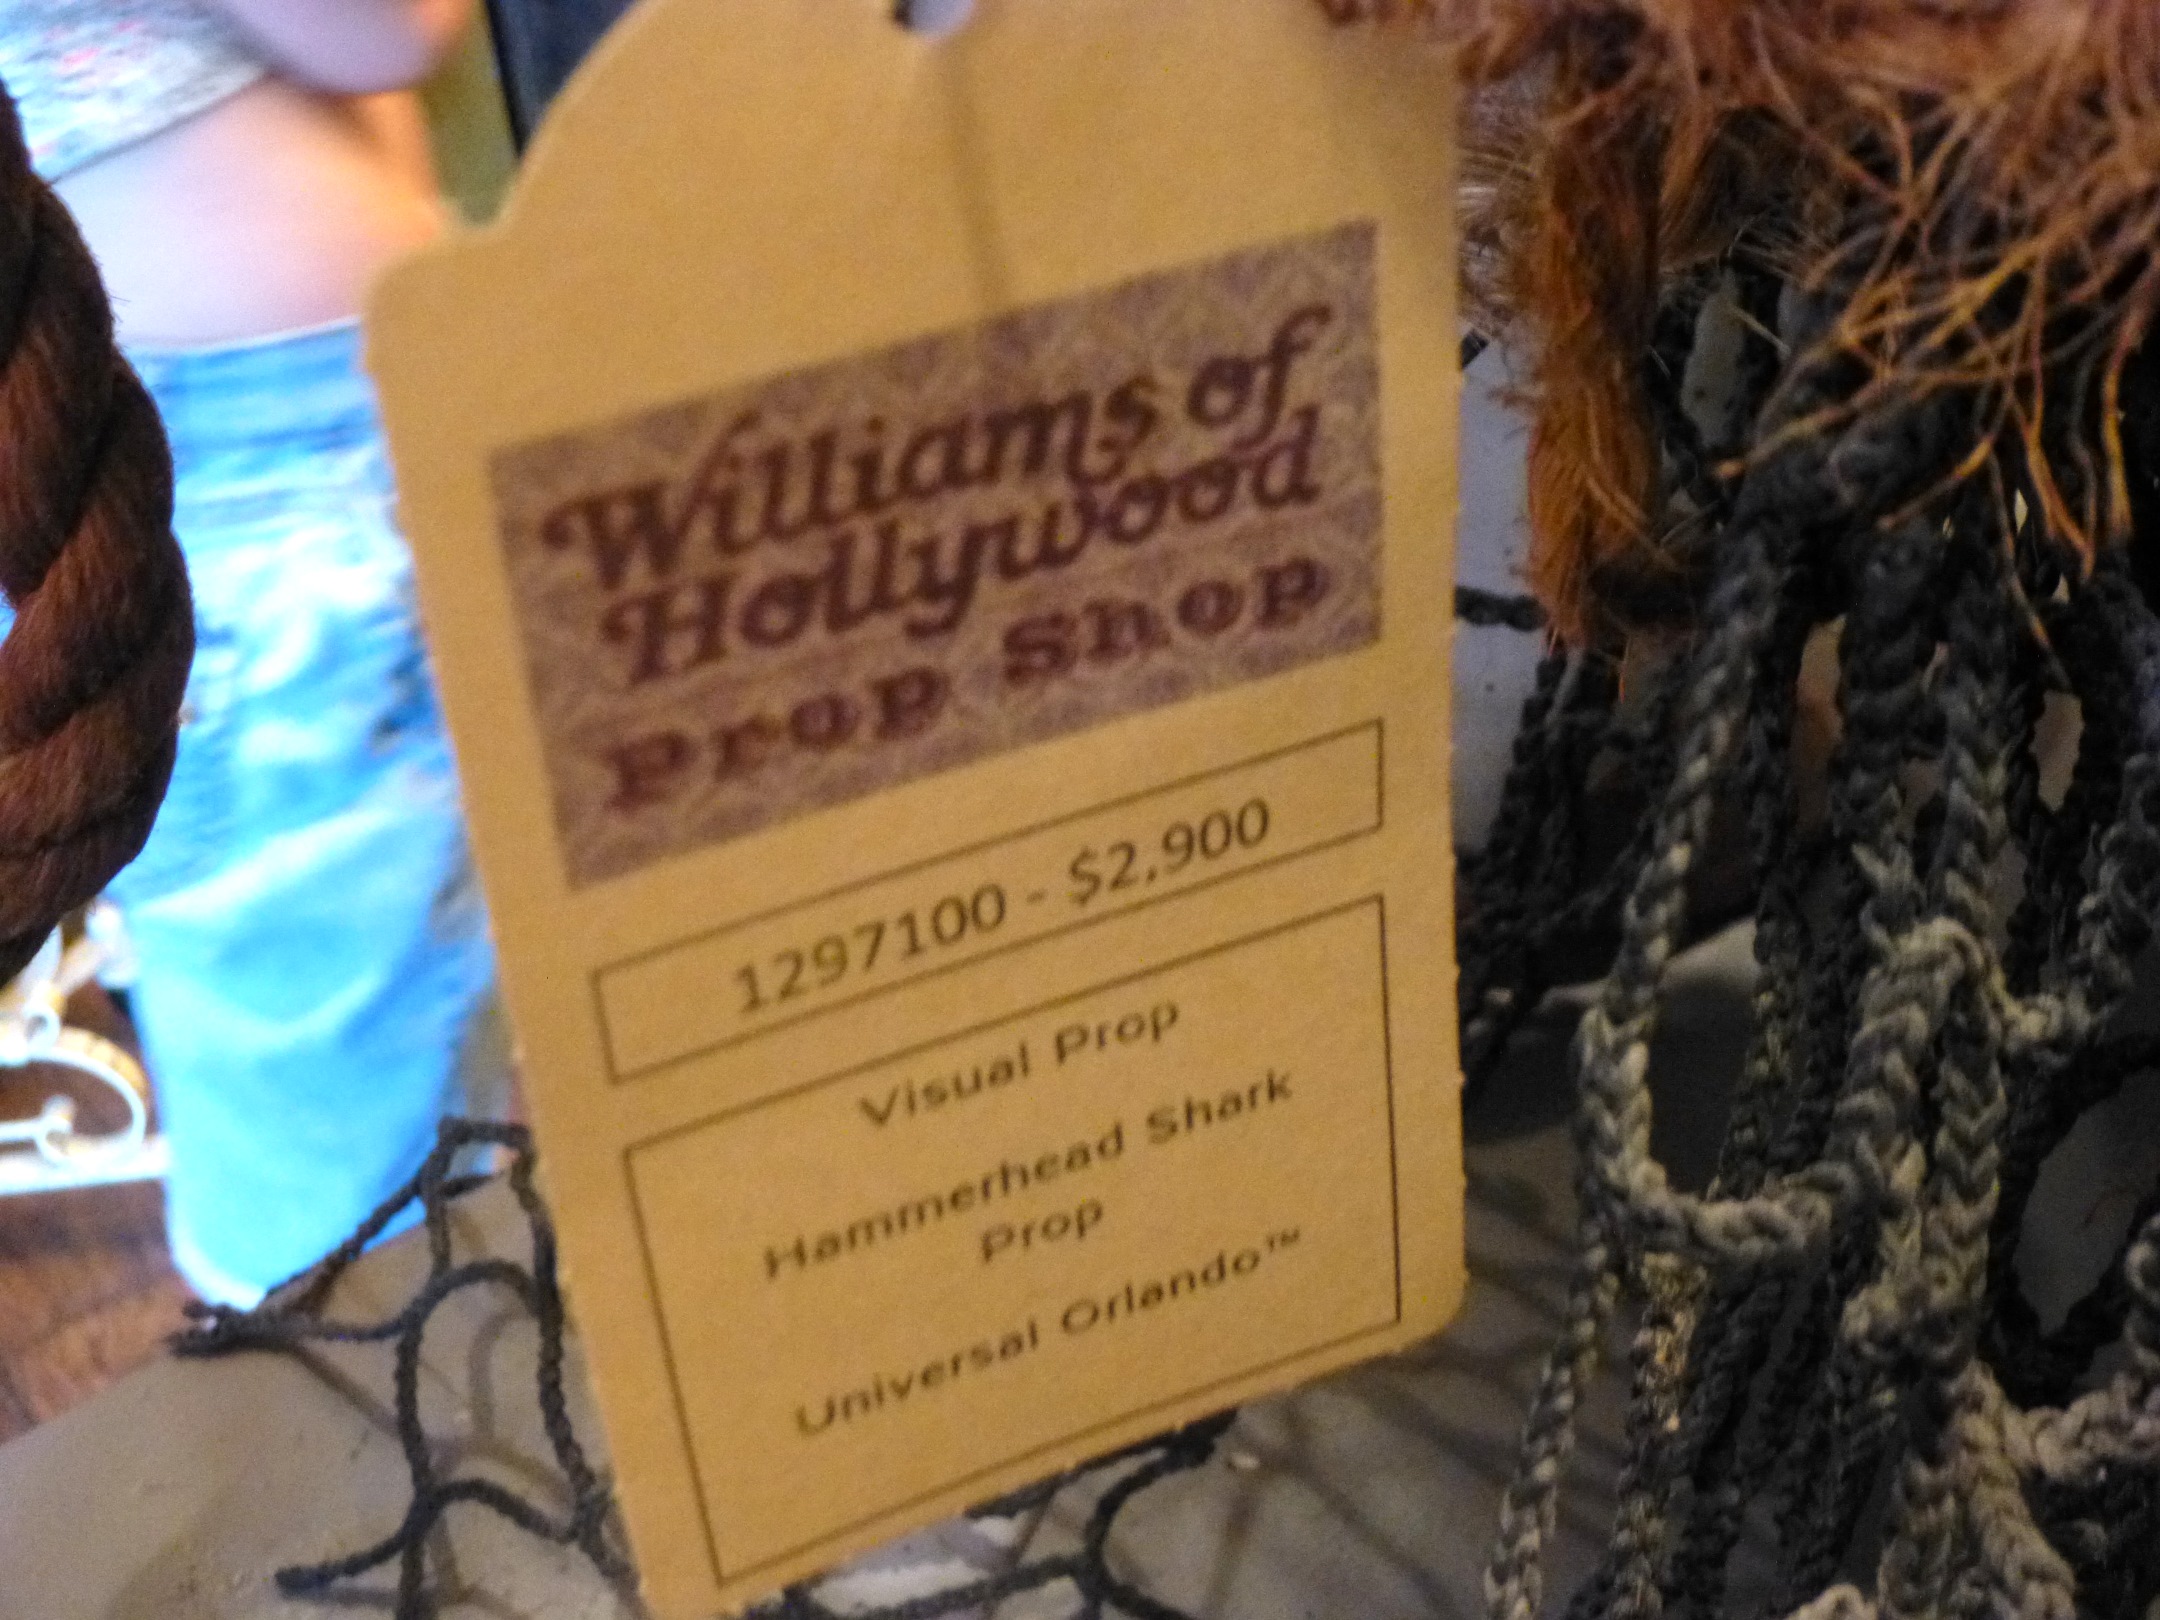 Williams of
Hollywood
Prop Shop
1297100 - $2,900
Visual Prop
Hammerhead Shark
Prop
Universal Orlando™